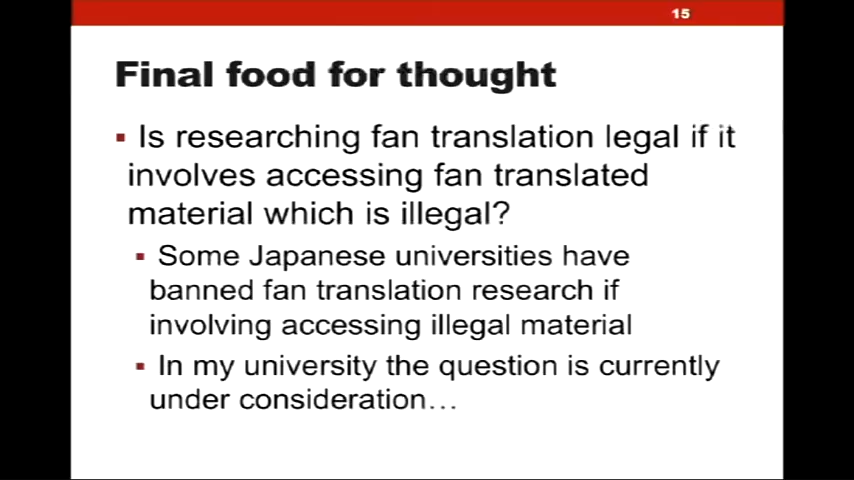 15
Final food for thought
▪ Is researching fan translation legal if it
involves accessing fan translated
material which is illegal?
▪ Some Japanese universities have
banned fan translation research if
involving accessing illegal material
▪ In my university the question is currently
under consideration…